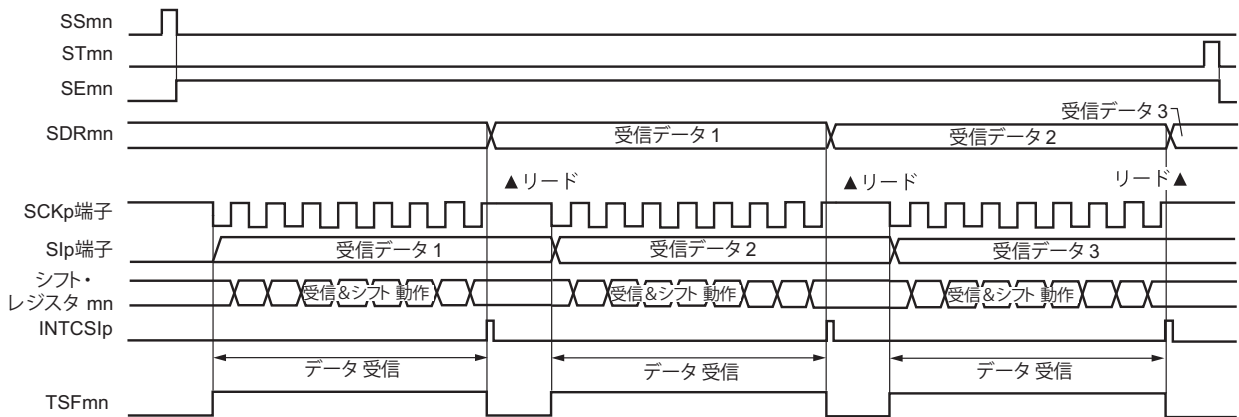 SSmn
STmn
SEmn
受信データ3
SDRmn
受信データ1
受信データ2
▲リード
▲リード
リード▲
SCKp端子
SIp端子
受信データ1
受信データ2
受信データ3
シフト・
レジスタ mn
受信&シフト 動作
受信&シフト 動作
受信&シフト 動作
INTCSIp
データ 受信
データ 受信
データ 受信
TSFmn